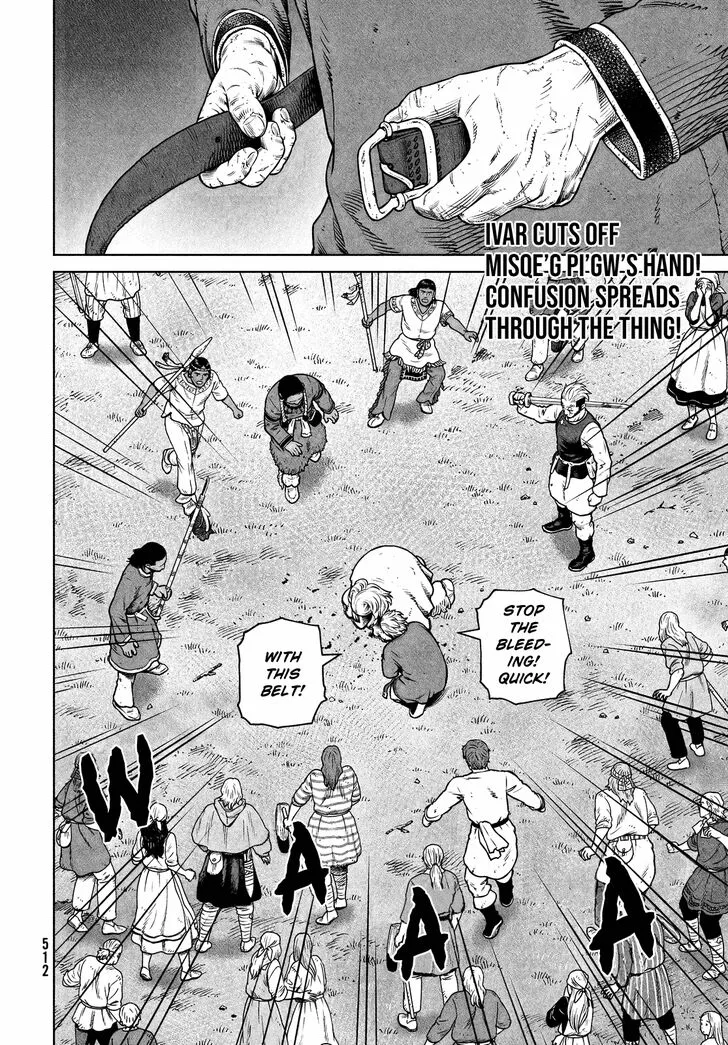 IVAR CUTS OFF
MISQE'G PI'GW'S HAND!
CONFUSION SPREADS
THROUGH THE THING!
STOP
THE
BLEED-
ING!
QUICK!
WITH
THIS
BELT!
WAAAA
512